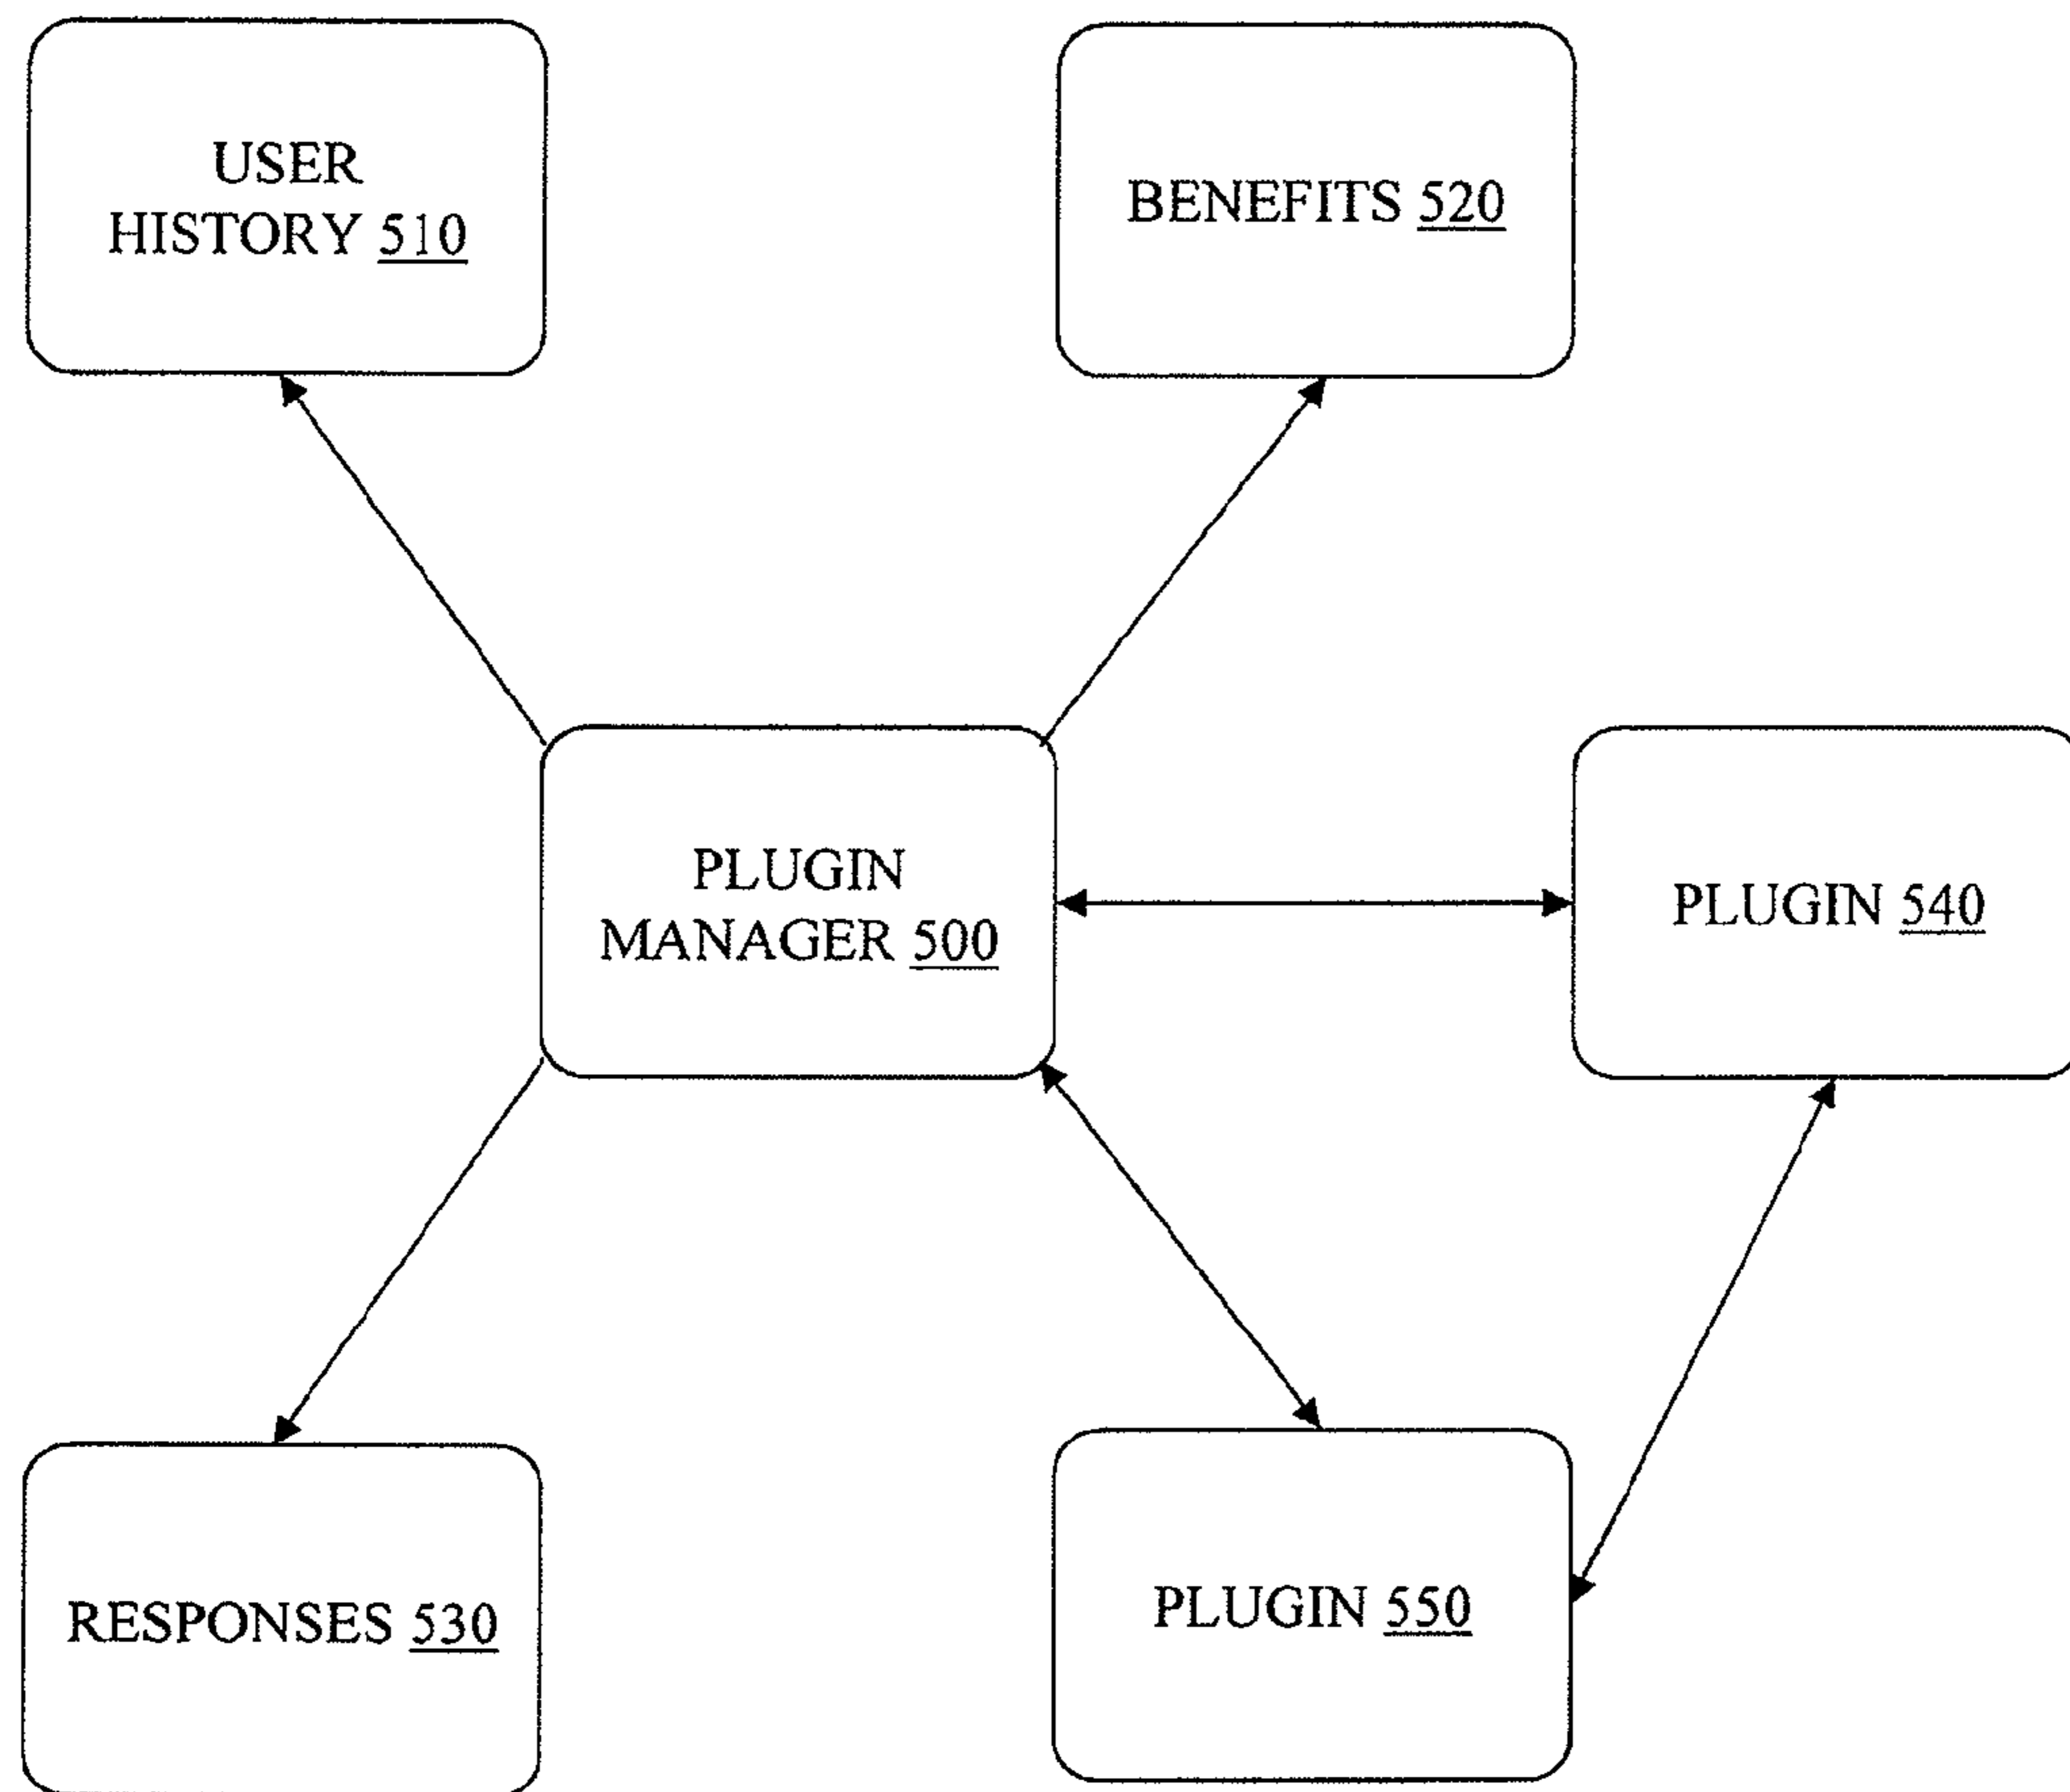 USER
HISTORY 510
BENEFITS 520
PLUGIN
MANAGER 500
PLUGIN 540
RESPONSES 530
PLUGIN 550